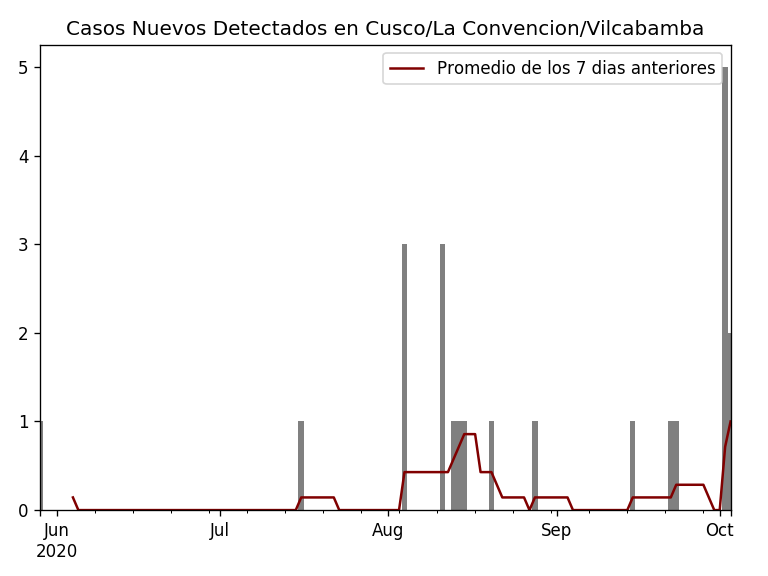 Casos Nuevos Detectados en Cusco/La Convencion/Vilcabamba
Promedio de los 7 dias anteriores
5
4
3
2
1
0
Jun Jul Aug Sep Oct
2020